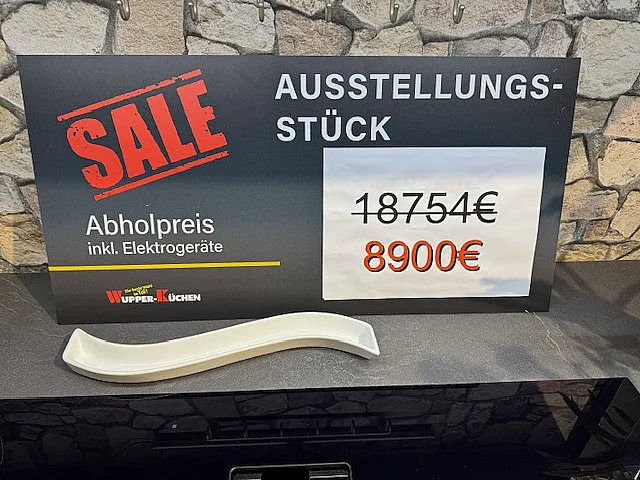 SALE
AUSSTELLUNGS-
STÜCK
18754€
8900€
Abholpreis
inkl. Elektrogeräte
WUPPER-KÜCHEN